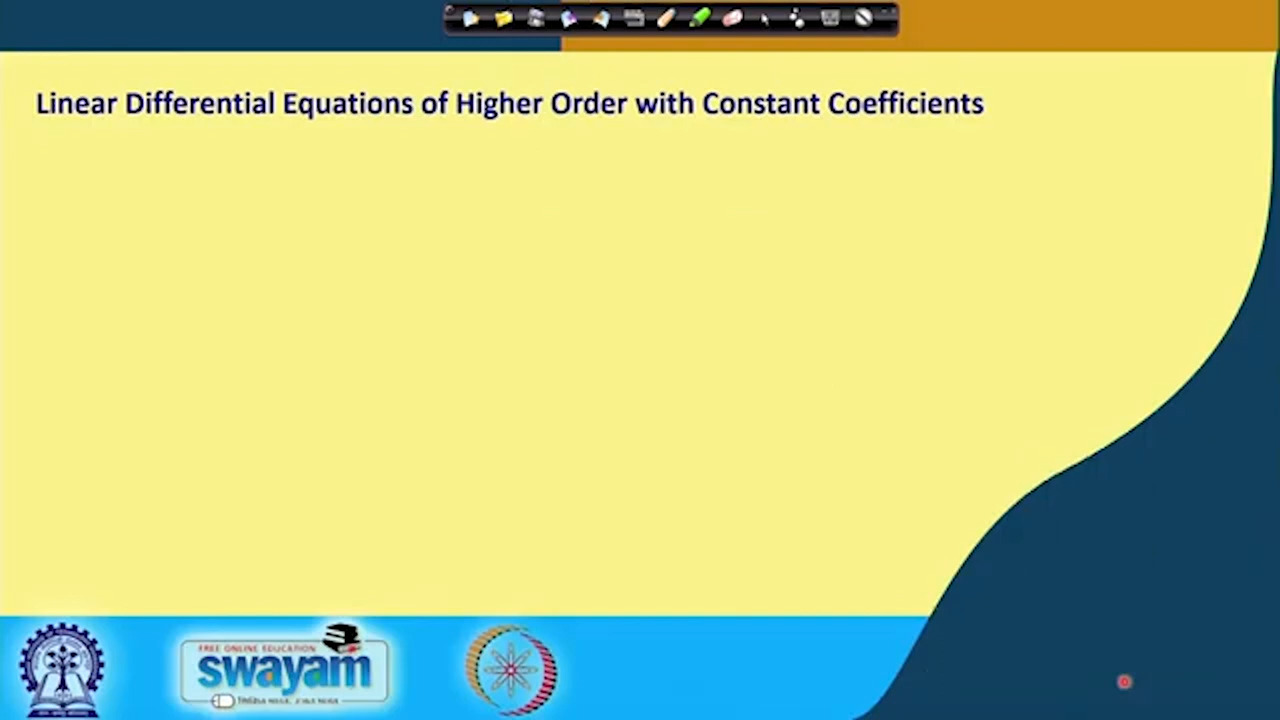 Linear Differential Equations of Higher Order with Constant Coefficients
FREE ONLINE EDUCATION
swayam